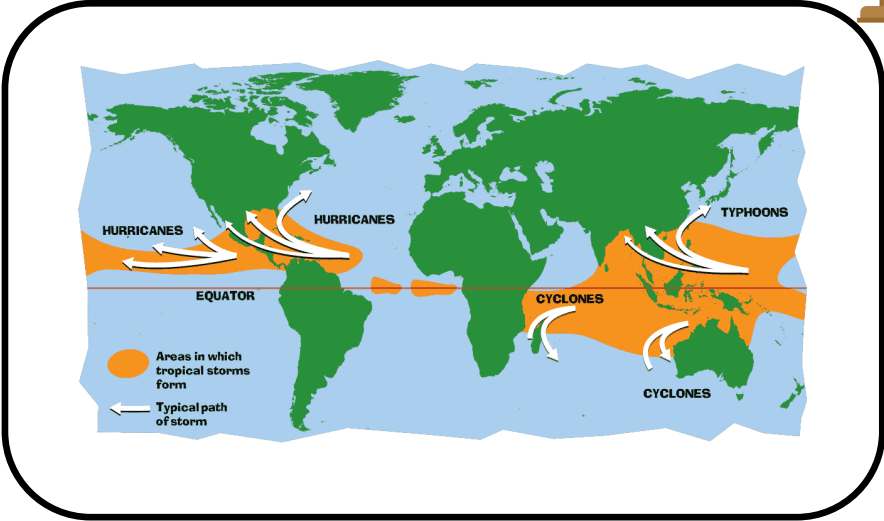 TYPHOONS
HURRICANES
HURRICANES
EQUATOR
CYCLONES
Areas in which
tropical storms
form
CYCLONES
Typical path
of storm